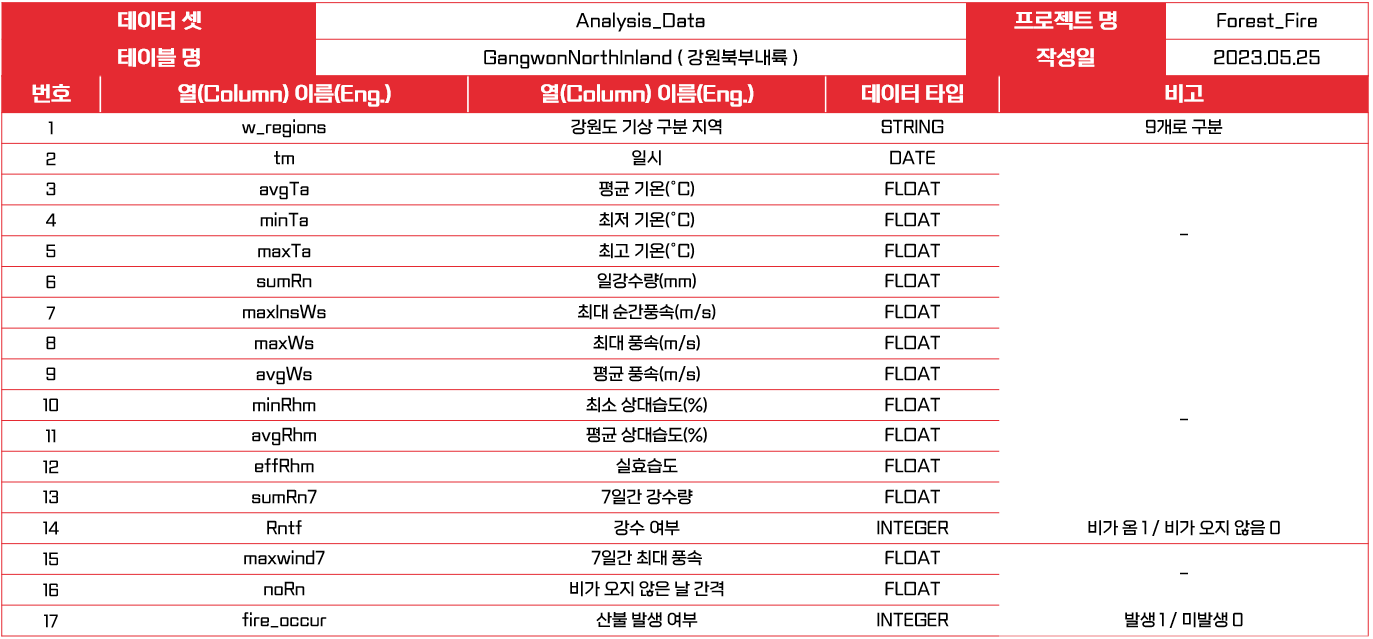 데이터 셋 Analysis_Data 프로젝트 명 Forest_Fire
테이블 명 GangwonNorthInland ( 강원북부내륙 ) 작성일 2023.05.25
번호 열(Column) 이름(Eng.) 열(Column) 이름(Eng.) 데이터 타입 비고
1 w_regions 강원도 기상 구분 지역 STRING 9개로 구분
2 tm 일시 DATE
3 avgTa 평균 기온(°C) FLOAT
4 minTa 최저 기온(°C) FLOAT
–
5 maxTa 최고 기온(°C) FLOAT
6 sumRn 일강수량(mm) FLOAT
7 maxInsWs 최대 순간풍속(m/s) FLOAT
8 maxWs 최대 풍속(m/s) FLOAT
9 avgWs 평균 풍속(m/s) FLOAT
10 minRhm 최소 상대습도(%) FLOAT
–
11 avgRhm 평균 상대습도(%) FLOAT
12 effRhm 실효습도 FLOAT
13 sumRn7 7일간 강수량 FLOAT
14 Rntf 강수 여부 INTEGER 비가 옴 1 / 비가 오지 않음 0
15 maxwind7 7일간 최대 풍속 FLOAT
–
16 noRn 비가 오지 않은 날 간격 FLOAT
17 fire_occur 산불 발생 여부 INTEGER 발생 1 / 미발생 0